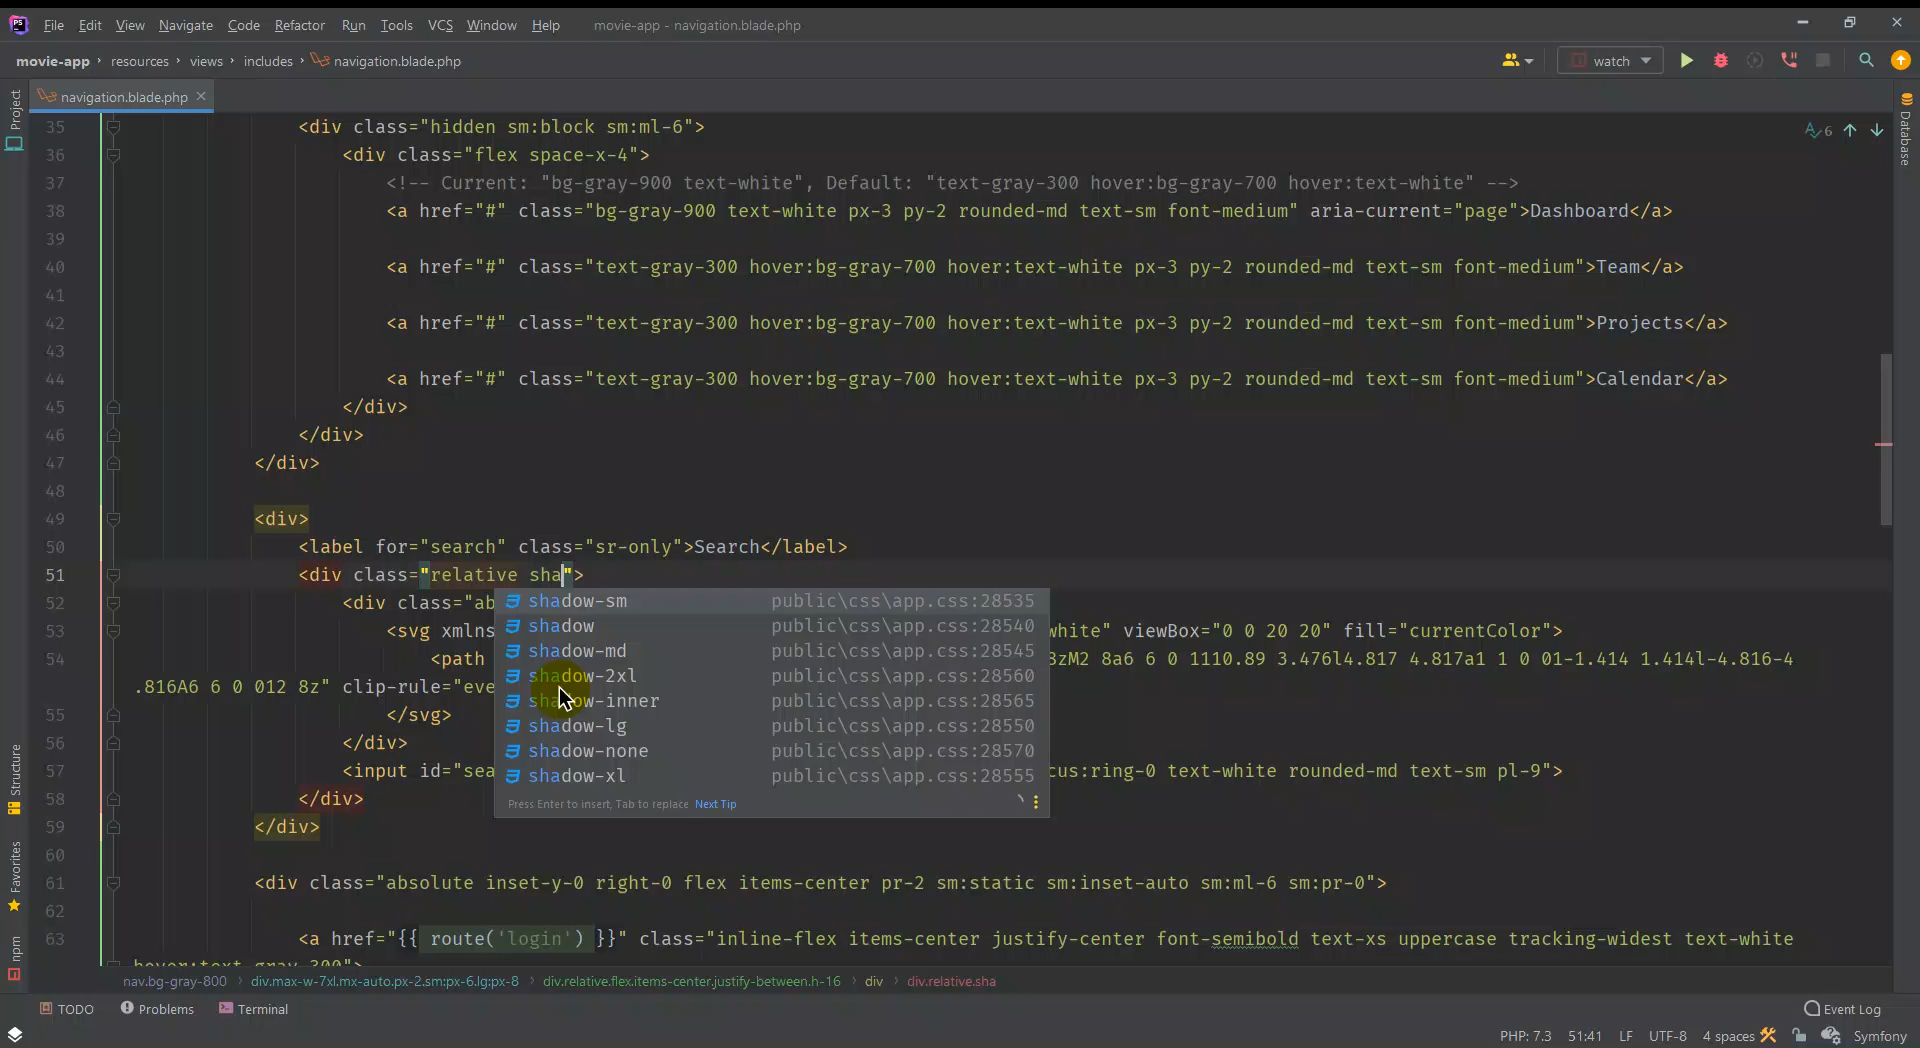 PS File Edit View Navigate Code Refactor Run Tools VCS Window Help movie-app - navigation.blade.php
movie-app resources views includes navigation.blade.php watch
Project
navigation.blade.php
Database
6
35 <div class="hidden sm:block sm:ml-6">
36 <div class="flex space-x-4">
37 <!-- Current: "bg-gray-900 text-white", Default: "text-gray-300 hover:bg-gray-700 hover:text-white" -->
38 <a href="#" class="bg-gray-900 text-white px-3 py-2 rounded-md text-sm font-medium" aria-current="page">Dashboard</a>
39
40 <a href="#" class="text-gray-300 hover:bg-gray-700 hover:text-white px-3 py-2 rounded-md text-sm font-medium">Team</a>
41
42 <a href="#" class="text-gray-300 hover:bg-gray-700 hover:text-white px-3 py-2 rounded-md text-sm font-medium">Projects</a>
43
44 <a href="#" class="text-gray-300 hover:bg-gray-700 hover:text-white px-3 py-2 rounded-md text-sm font-medium">Calendar</a>
45 </div>
46 </div>
47 </div>
48
49 <div>
50 <label for="search" class="sr-only">Search</label>
51 <div class="relative sha">
52 <div class="ab
53 <svg xmlns white" viewBox="0 0 20 20" fill="currentColor">
54 <path 8zM2 8a6 6 0 1110.89 3.476l4.817 4.817a1 1 0 01-1.414 1.414l-4.816-4
.816A6 6 0 012 8z" clip-rule="eve
55 </svg>
56 </div>
57 <input id="sea cus:ring-0 text-white rounded-md text-sm pl-9">
58 </div>
59 </div>
60
61 <div class="absolute inset-y-0 right-0 flex items-center pr-2 sm:static sm:inset-auto sm:ml-6 sm:pr-0">
62
63 <a href="{{ route('login') }}" class="inline-flex items-center justify-center font-semibold text-xs uppercase tracking-widest text-white
hover:text-gray-300">
shadow-sm public\css\app.css:28535
shadow public\css\app.css:28540
shadow-md public\css\app.css:28545
shadow-2xl public\css\app.css:28560
shadow-inner public\css\app.css:28565
shadow-lg public\css\app.css:28550
shadow-none public\css\app.css:28570
shadow-xl public\css\app.css:28555
Press Enter to insert, Tab to replace Next Tip
Structure
Favorites
npm
nav.bg-gray-800 div.max-w-7xl.mx-auto.px-2.sm:px-6.lg:px-8 div.relative.flex.items-center.justify-between.h-16 div div.relative.sha
TODO Problems Terminal Event Log
PHP: 7.3 51:41 LF UTF-8 4 spaces Symfony